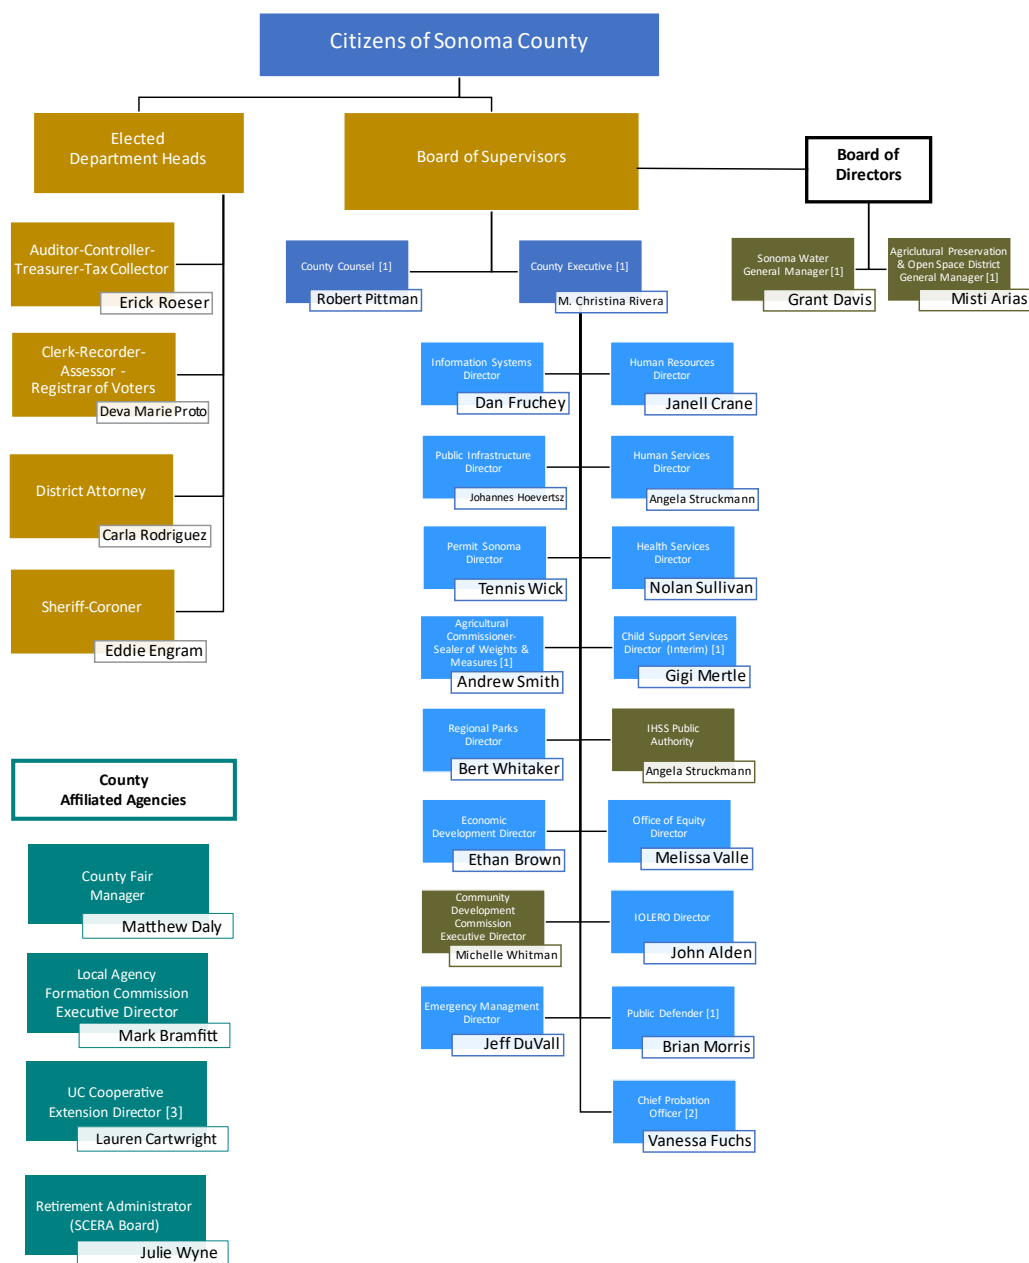 Citizens of Sonoma County
Elected
Department Heads
Board of Supervisors
Board of
Directors
Auditor-Controller-
Treasurer-Tax Collector
Erick Roeser
Clerk-Recorder-
Assessor -
Registrar of Voters
Deva Marie Proto
District Attorney
Carla Rodriguez
Sheriff-Coroner
Eddie Engram
County Counsel [1]
Robert Pittman
County Executive [1]
M. Christina Rivera
Sonoma Water
General Manager [1]
Grant Davis
Agriclutural Preservation
& Open Space District
General Manager [1]
Misti Arias
Information Systems
Director
Dan Fruchey
Human Resources
Director
Janell Crane
Public Infrastructure
Director
Johannes Hoevertsz
Human Services
Director
Angela Struckmann
Permit Sonoma
Director
Tennis Wick
Health Services
Director
Nolan Sullivan
Agricultural
Commissioner-
Sealer of Weights &
Measures [1]
Andrew Smith
Child Support Services
Director (Interim) [1]
Gigi Mertle
Regional Parks
Director
Bert Whitaker
IHSS Public
Authority
Angela Struckmann
Economic
Development Director
Ethan Brown
Office of Equity
Director
Melissa Valle
Community
Development
Commission
Executive Director
Michelle Whitman
IOLERO Director
John Alden
Emergency Managment
Director
Jeff DuVall
Public Defender [1]
Brian Morris
Chief Probation
Officer [2]
Vanessa Fuchs
County
Affiliated Agencies
County Fair
Manager
Matthew Daly
Local Agency
Formation Commission
Executive Director
Mark Bramfitt
UC Cooperative
Extension Director [3]
Lauren Cartwright
Retirement Administrator
(SCERA Board)
Julie Wyne